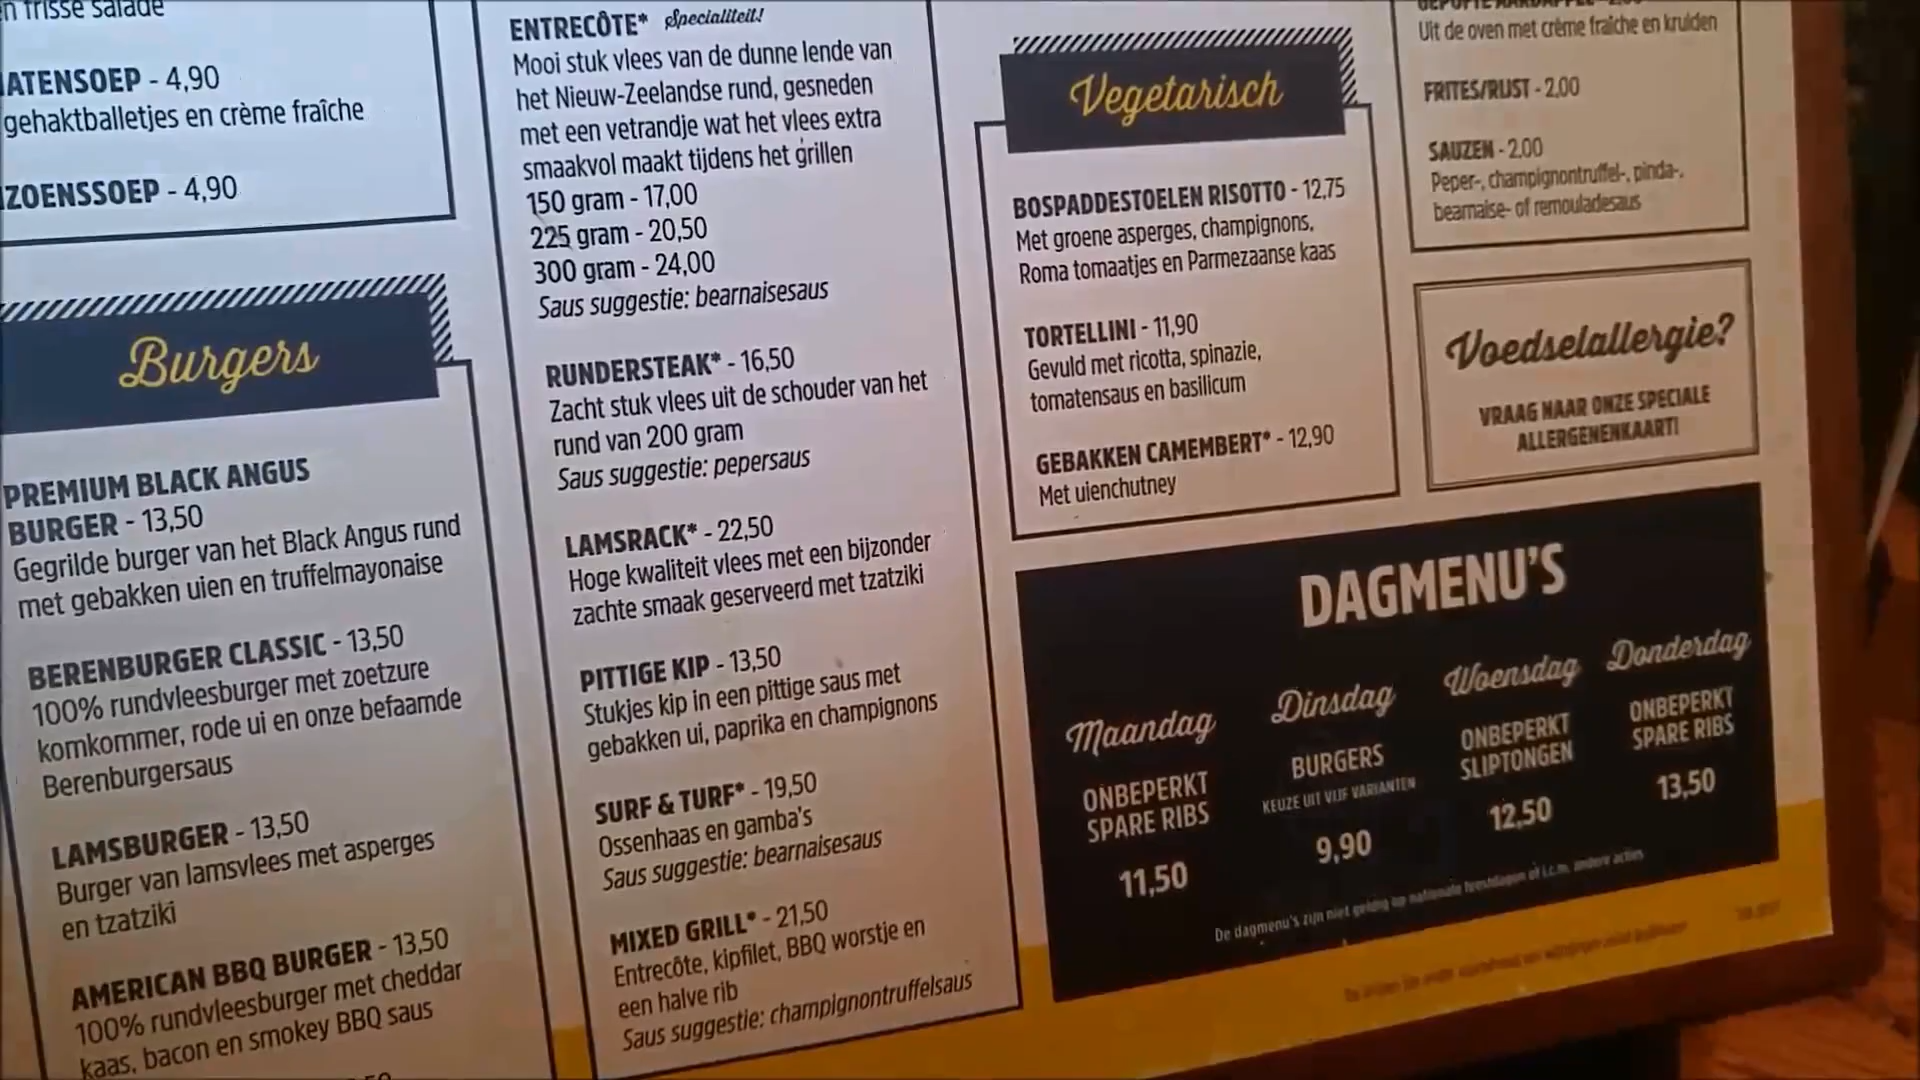 n frisse salade
ATENSOEP - 4,90
gehaktballetjes en crème fraîche
ZOENSSOEP - 4,90
Burgers
PREMIUM BLACK ANGUS
BURGER - 13,50
Gegrilde burger van het Black Angus rund
met gebakken uien en truffelmayonaise
BERENBURGER CLASSIC - 13,50
100% rundvleesburger met zoetzure
komkommer, rode ui en onze befaamde
Berenburgersaus
LAMSBURGER - 13,50
Burger van lamsvlees met asperges
en tzatziki
AMERICAN BBQ BURGER - 13,50
100% rundvleesburger met cheddar
kaas, bacon en smokey BBQ saus
ENTRECÔTE* Specialiteit!
Mooi stuk vlees van de dunne lende van
het Nieuw-Zeelandse rund, gesneden
met een vetrandje wat het vlees extra
smaakvol maakt tijdens het grillen
150 gram - 17,00
225 gram - 20,50
300 gram - 24,00
Saus suggestie: bearnaisesaus
RUNDERSTEAK* - 16,50
Zacht stuk vlees uit de schouder van het
rund van 200 gram
Saus suggestie: pepersaus
LAMSRACK* - 22,50
Hoge kwaliteit vlees met een bijzonder
zachte smaak geserveerd met tzatziki
PITTIGE KIP - 13,50
Stukjes kip in een pittige saus met
gebakken ui, paprika en champignons
SURF & TURF* - 19,50
Ossenhaas en gamba's
Saus suggestie: bearnaisesaus
MIXED GRILL* - 21,50
Entrecôte, kipfilet, BBQ worstje en
een halve rib
Saus suggestie: champignontruffelsaus
Vegetarisch
BOSPADDESTOELEN RISOTTO - 12,75
Met groene asperges, champignons,
Roma tomaatjes en Parmezaanse kaas
TORTELLINI - 11,90
Gevuld met ricotta, spinazie,
tomatensaus en basilicum
GEBAKKEN CAMEMBERT* - 12,90
Met uienchutney
GEPOFTE AARDAPPEL
Uit de oven met crème fraîche en kruiden
FRITES/RIJST - 2,00
SAUZEN - 2,00
Peper-, champignontruffel-, pinda-,
bearnaise- of remouladesaus
Voedselallergie?
VRAAG NAAR ONZE SPECIALE
ALLERGENENKAART!
DAGMENU'S
Maandag
ONBEPERKT
SPARE RIBS
11,50
Dinsdag
BURGERS
KEUZE UIT VIJF VARIANTEN
9,90
Woensdag
ONBEPERKT
SLIPTONGEN
12,50
Donderdag
ONBEPERKT
SPARE RIBS
13,50
De dagmenu's zijn niet geldig op nationale feestdagen of i.c.m. andere acties